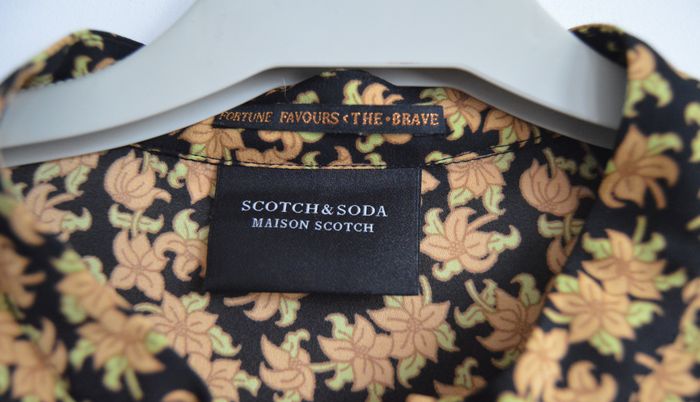 FORTUNE FAVOURS <THE•BRAVE
SCOTCH & SODA
MAISON SCOTCH